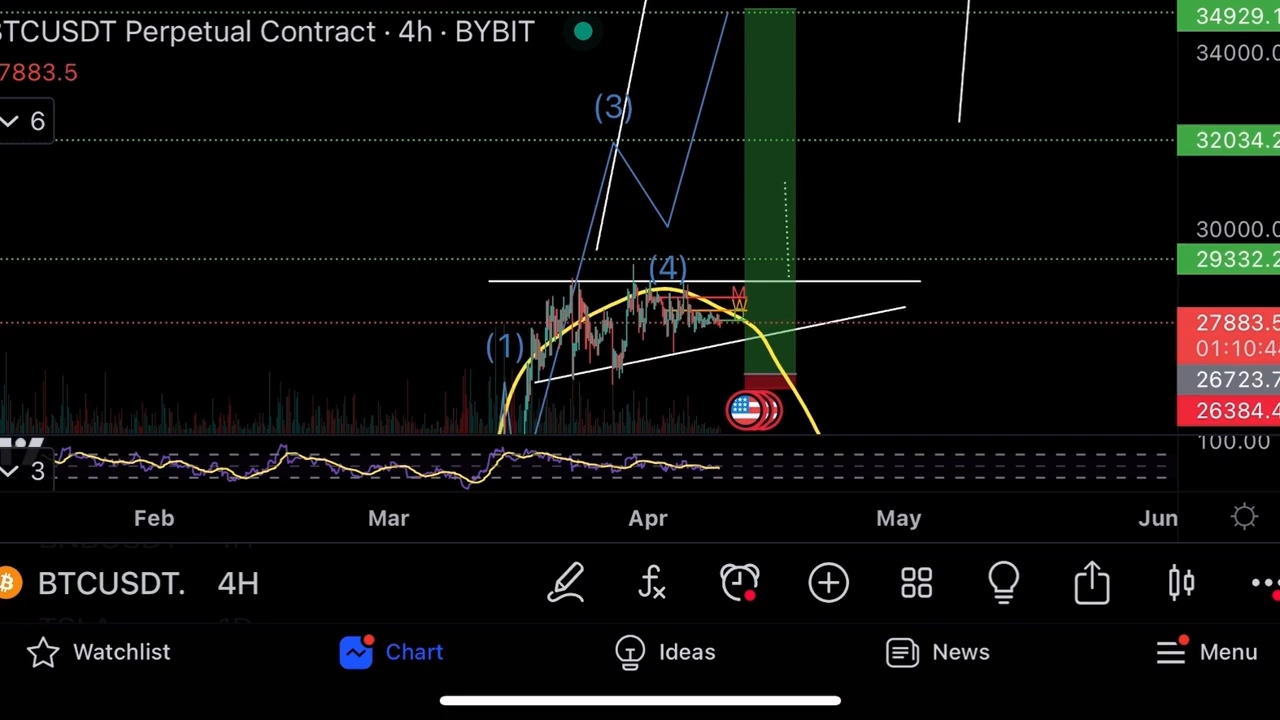 BTCUSDT Perpetual Contract · 4h · BYBIT
7883.5
6
(3)
(4)
(1)
M
W
34929.1
34000.0
32034.2
30000.0
29332.2
27883.5
01:10:4
26723.7
26384.4
100.00
3
Feb Mar Apr May Jun
BTCUSDT. 4H
Watchlist Chart Ideas News Menu